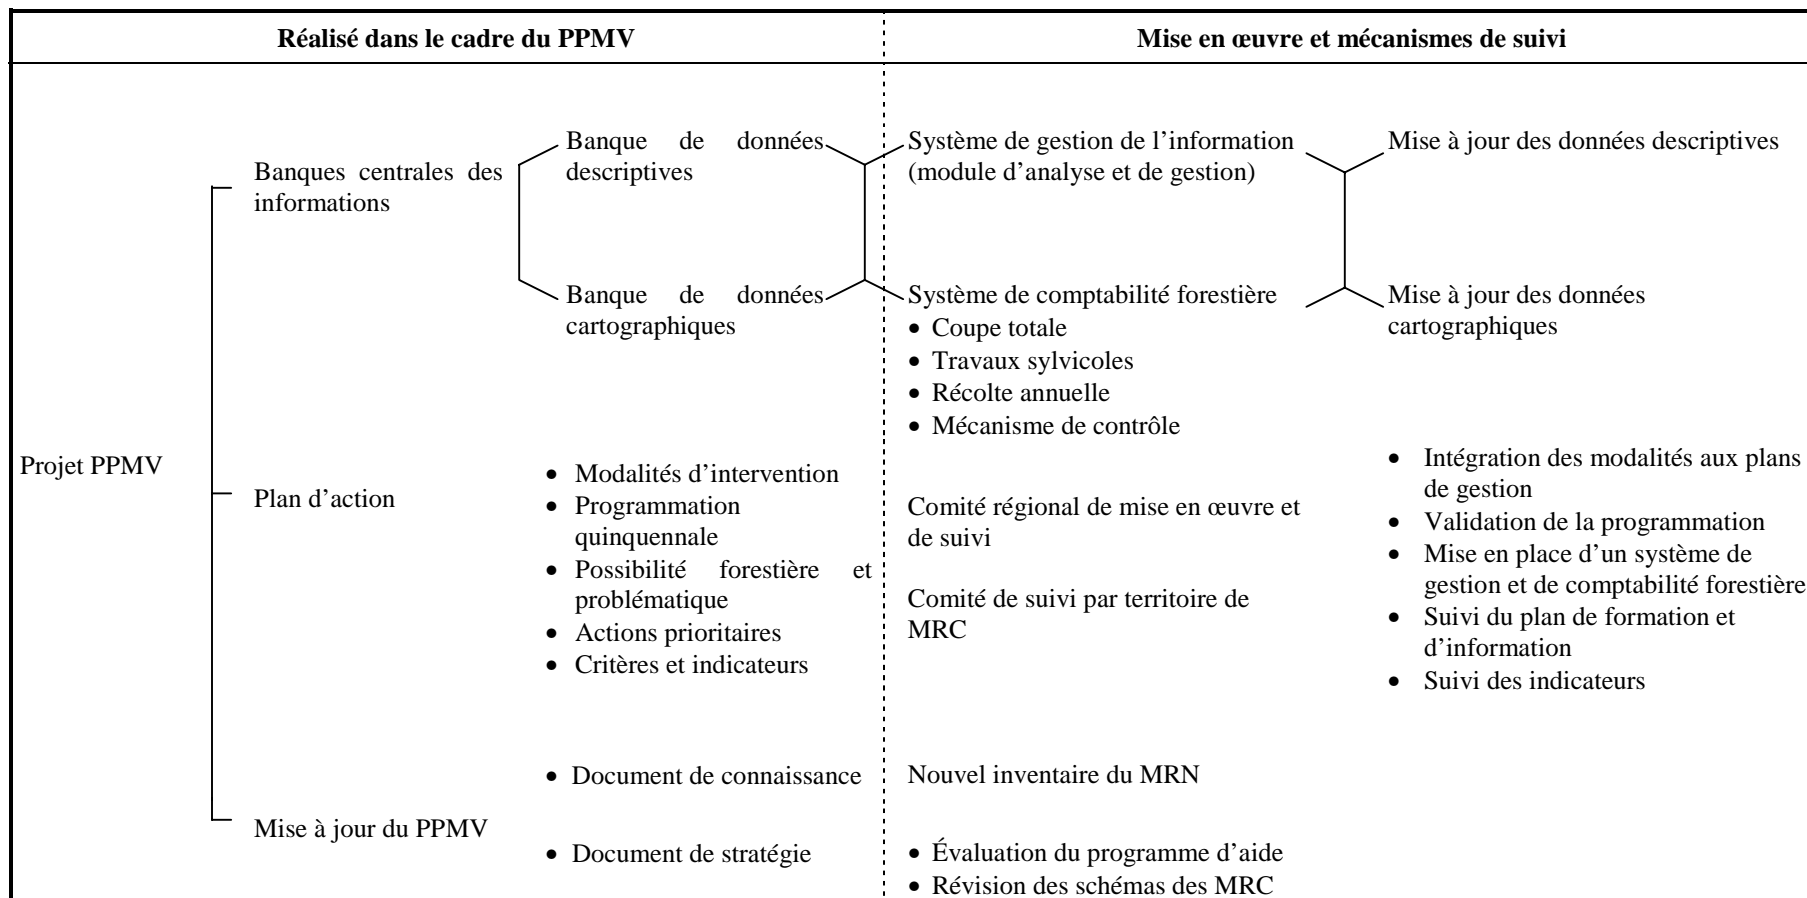 Réalisé dans le cadre du PPMV
Mise en œuvre et mécanismes de suivi
Projet PPMV
Banques centrales des
informations
Banque de données
descriptives
Banque de données
cartographiques
Système de gestion de l’information
(module d’analyse et de gestion)
Système de comptabilité forestière
• Coupe totale
• Travaux sylvicoles
• Récolte annuelle
• Mécanisme de contrôle
Mise à jour des données descriptives
Mise à jour des données
cartographiques
Plan d’action
• Modalités d’intervention
• Programmation
quinquennale
• Possibilité forestière et
problématique
• Actions prioritaires
• Critères et indicateurs
Comité régional de mise en œuvre et
de suivi
Comité de suivi par territoire de
MRC
• Intégration des modalités aux plans
de gestion
• Validation de la programmation
• Mise en place d’un système de
gestion et de comptabilité forestière
• Suivi du plan de formation et
d’information
• Suivi des indicateurs
Mise à jour du PPMV
• Document de connaissance
• Document de stratégie
Nouvel inventaire du MRN
• Évaluation du programme d’aide
• Révision des schémas des MRC